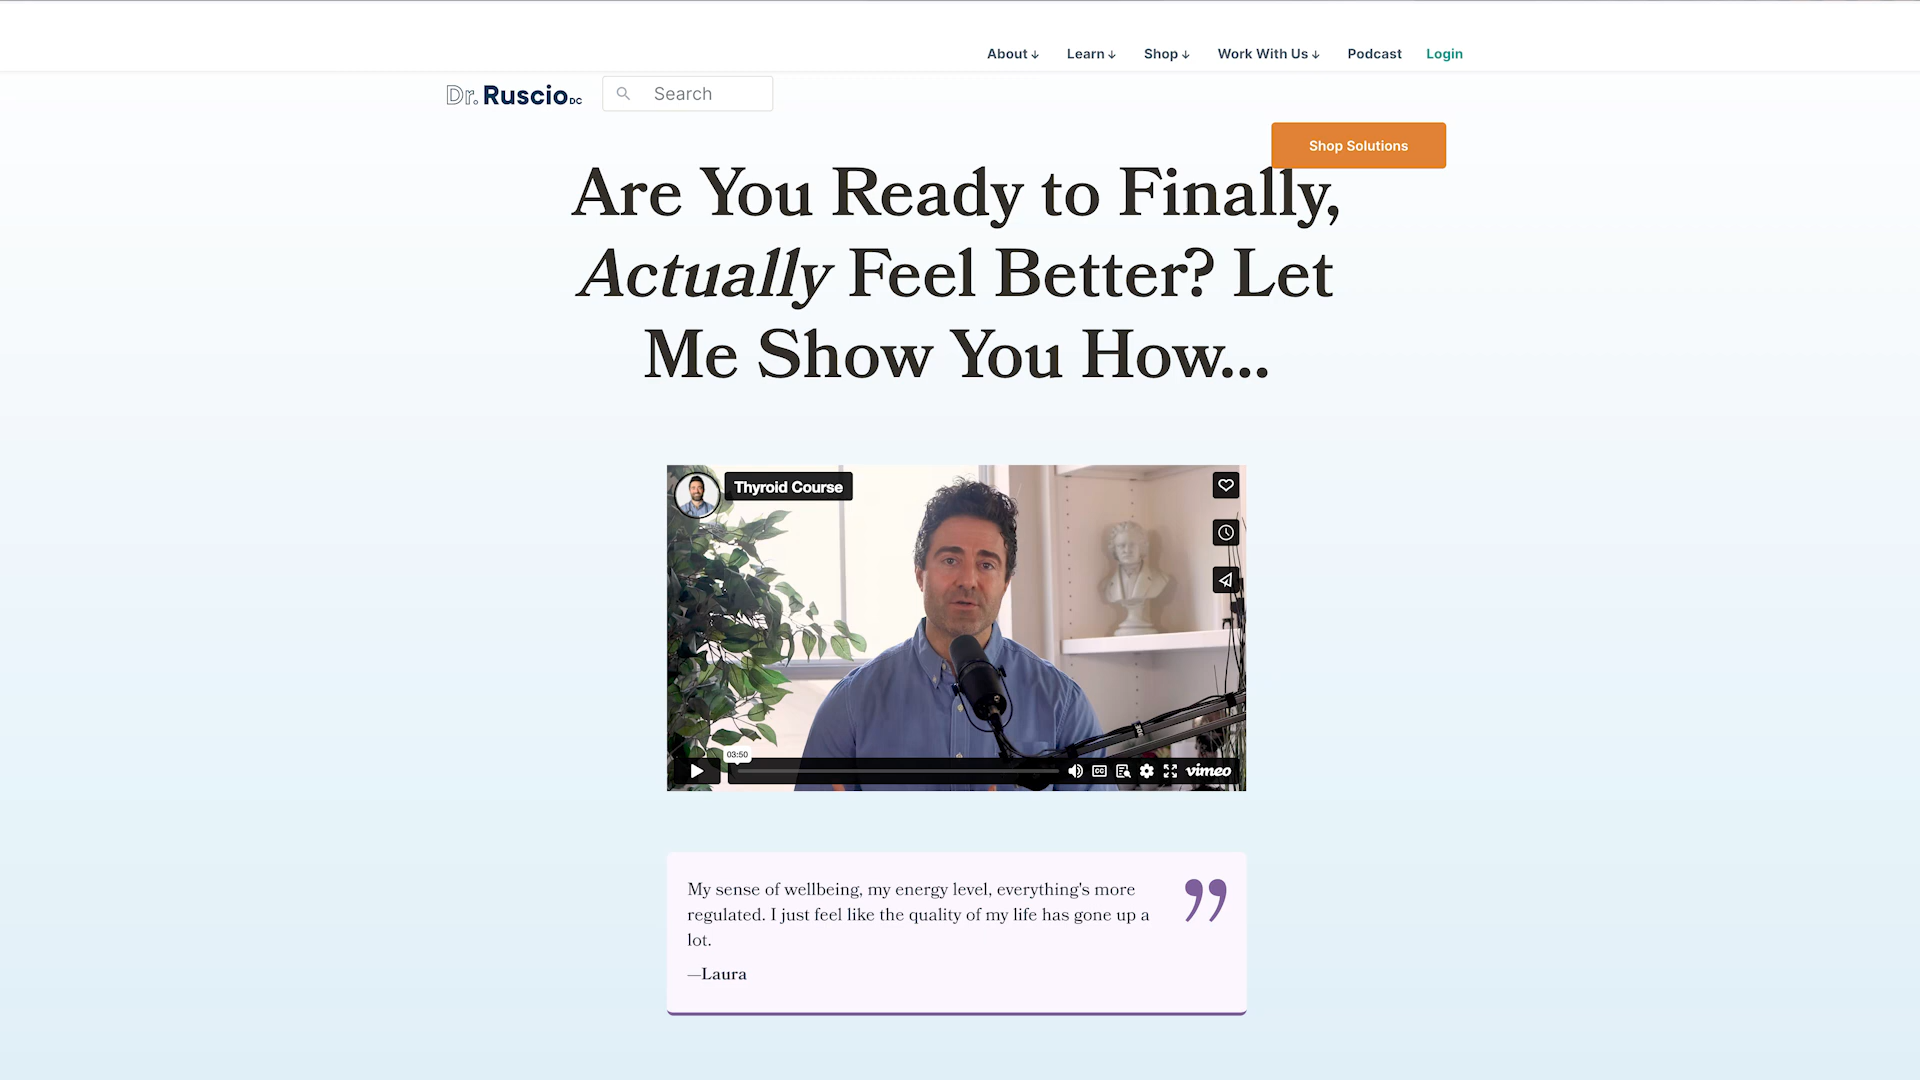 About ↓ Learn ↓ Shop ↓ Work With Us ↓ Podcast Login
Dr. Ruscio DC Search
Shop Solutions
Are You Ready to Finally,
Actually Feel Better? Let
Me Show You How...
Thyroid Course
03:50
CC vimeo
My sense of wellbeing, my energy level, everything's more
regulated. I just feel like the quality of my life has gone up a
lot.
—Laura